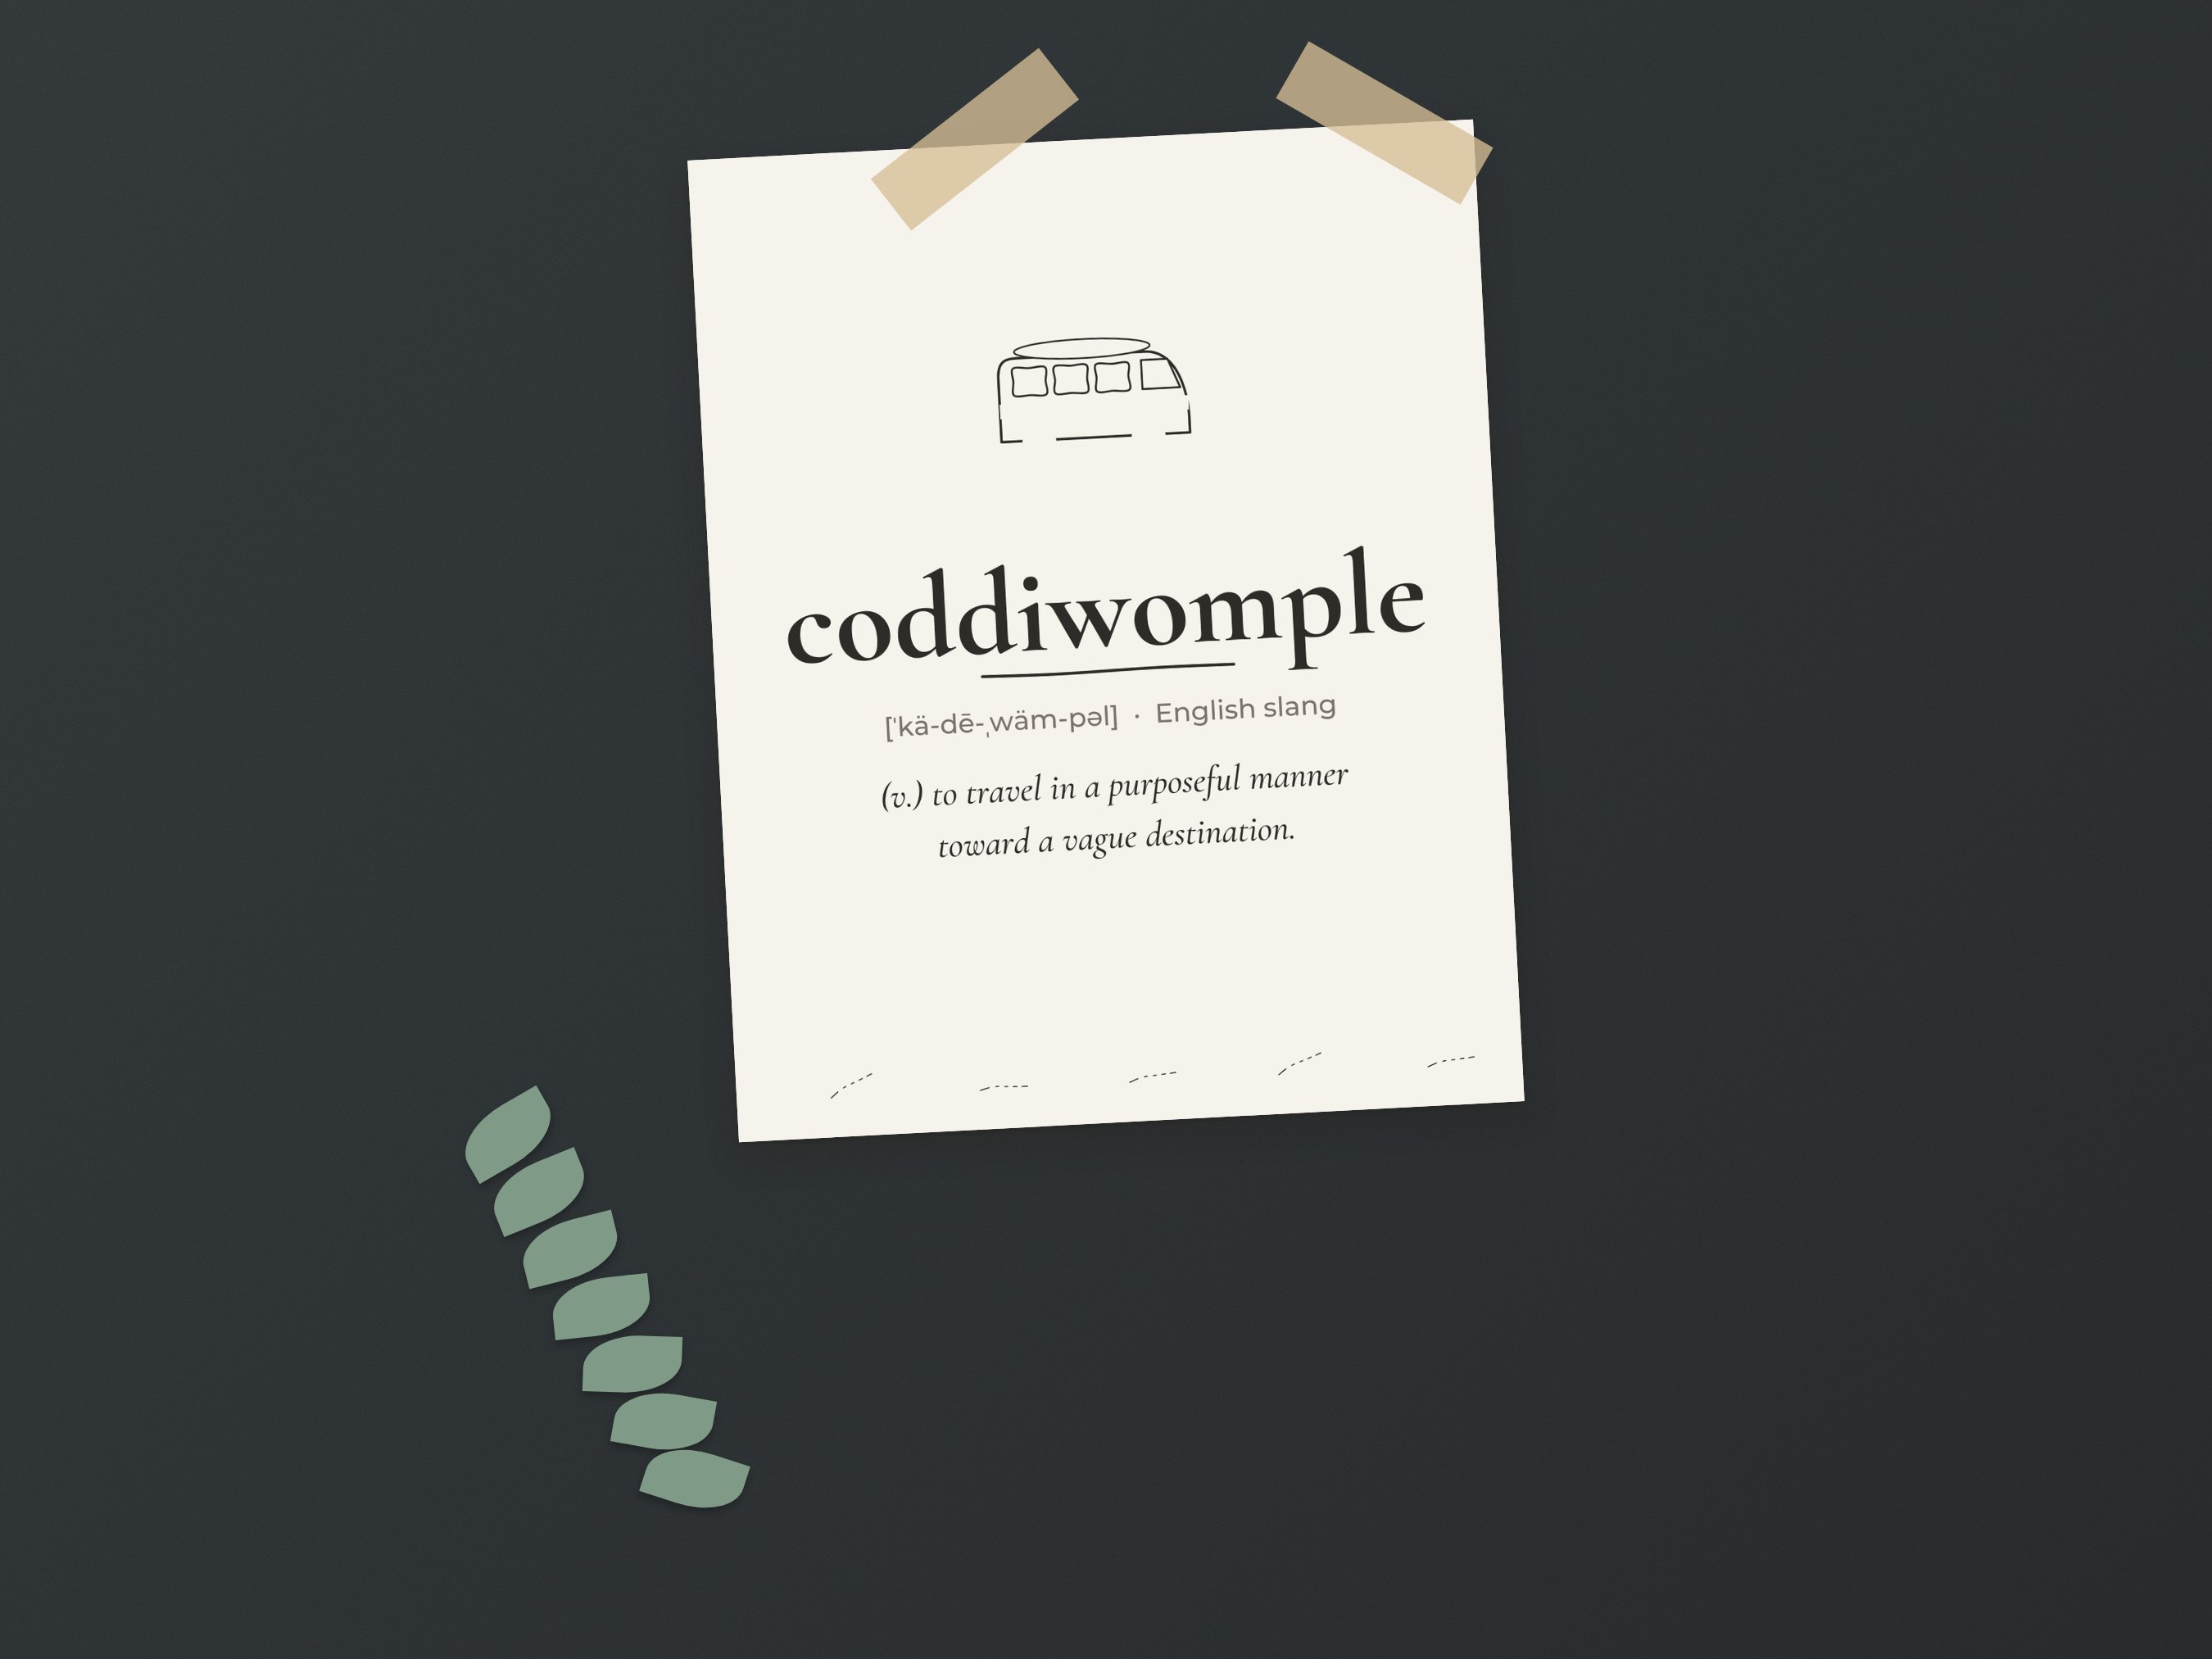 coddiwomple
[ˈkä-dē-ˌwäm-pəl] · English slang
(v.) to travel in a purposeful manner
toward a vague destination.